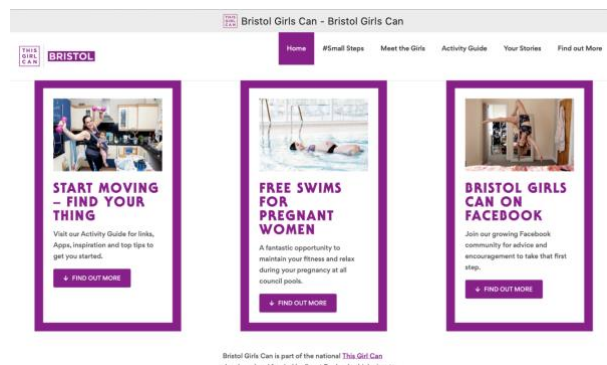 THIS GIRL CAN Bristol Girls Can - Bristol Girls Can
THIS
GIRL
CAN
BRISTOL
Home #Small Steps Meet the Girls Activity Guide Your Stories Find out More
START MOVING
– FIND YOUR
THING
Visit our Activity Guide for links,
Apps, inspiration and top tips to
get you started.
FIND OUT MORE
FREE SWIMS
FOR
PREGNANT
WOMEN
A fantastic opportunity to
maintain your fitness and relax
during your pregnancy at all
council pools.
FIND OUT MORE
BRISTOL GIRLS
CAN ON
FACEBOOK
Join our growing Facebook
community for advice and
encouragement to take that first
step.
FIND OUT MORE
Bristol Girls Can is part of the national This Girl Can